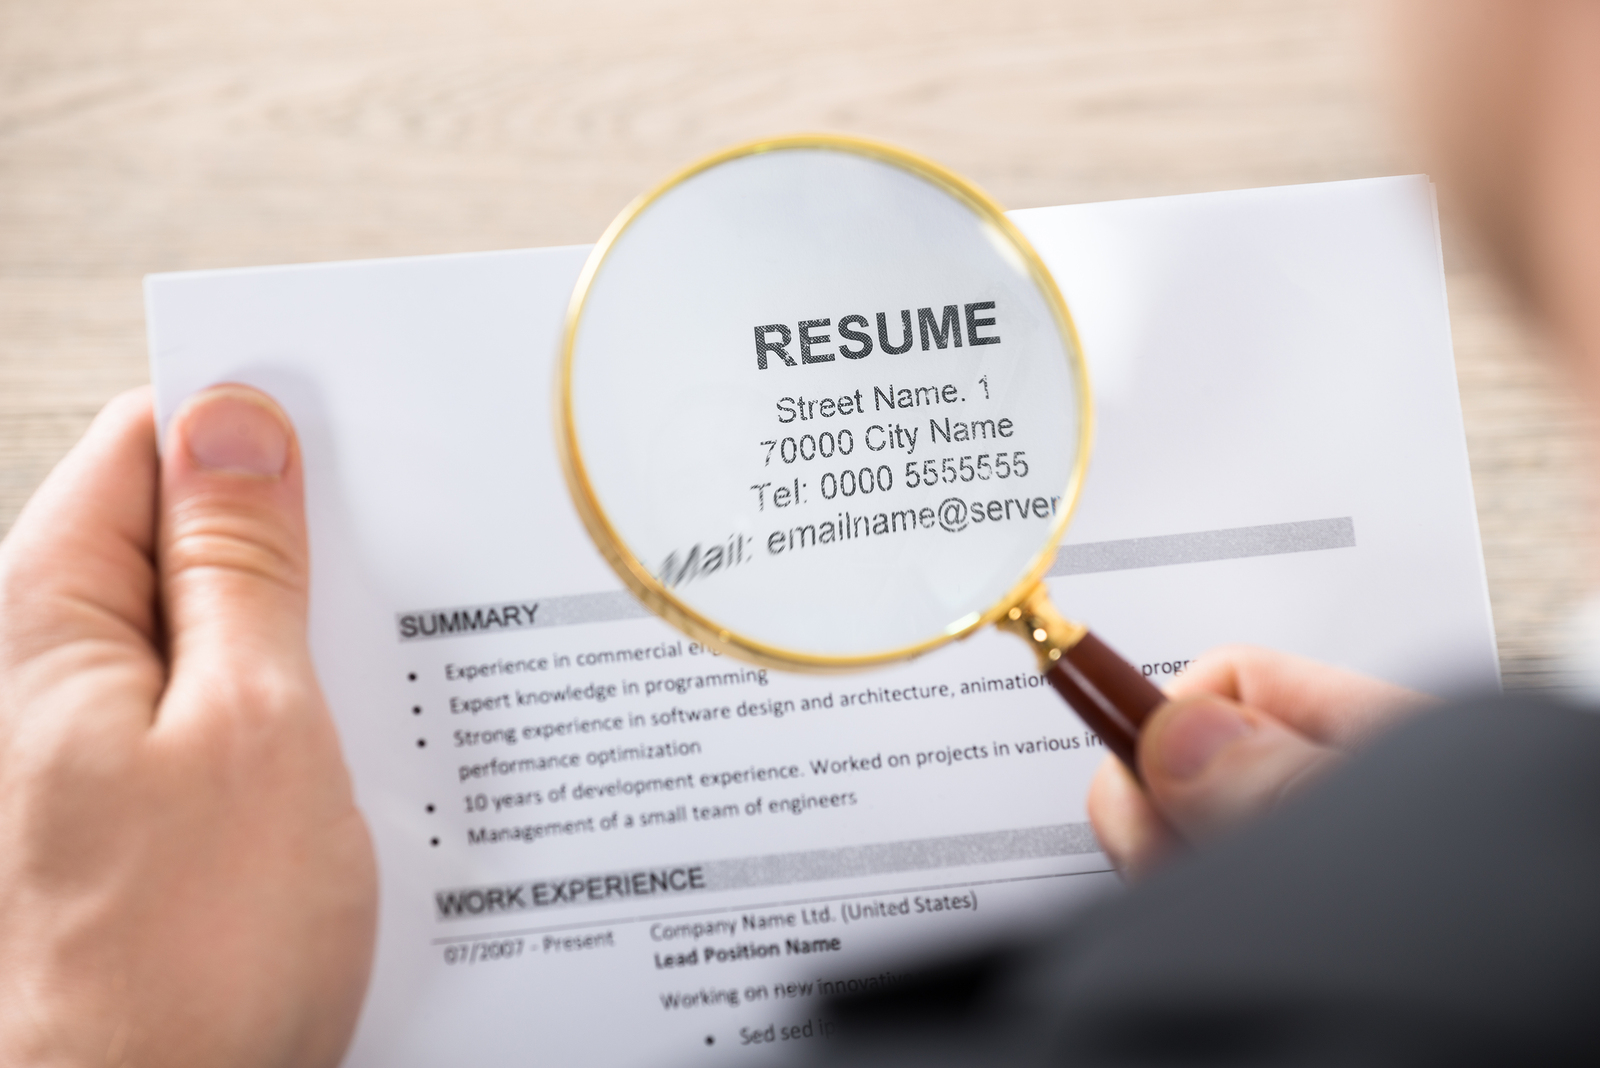 RESUME
Street Name. 1
70000 City Name
Tel: 0000 5555555
Mail: emailname@server
SUMMARY
• Experience in commercial
• Expert knowledge in programming
• Strong experience in software design and architecture, animation
performance optimization
• 10 years of development experience. Worked on projects in various
• Management of a small team of engineers
WORK EXPERIENCE
07/2007 - Present Company Name Ltd. (United States)
Lead Position Name
Working on new innovative
• Sed sed